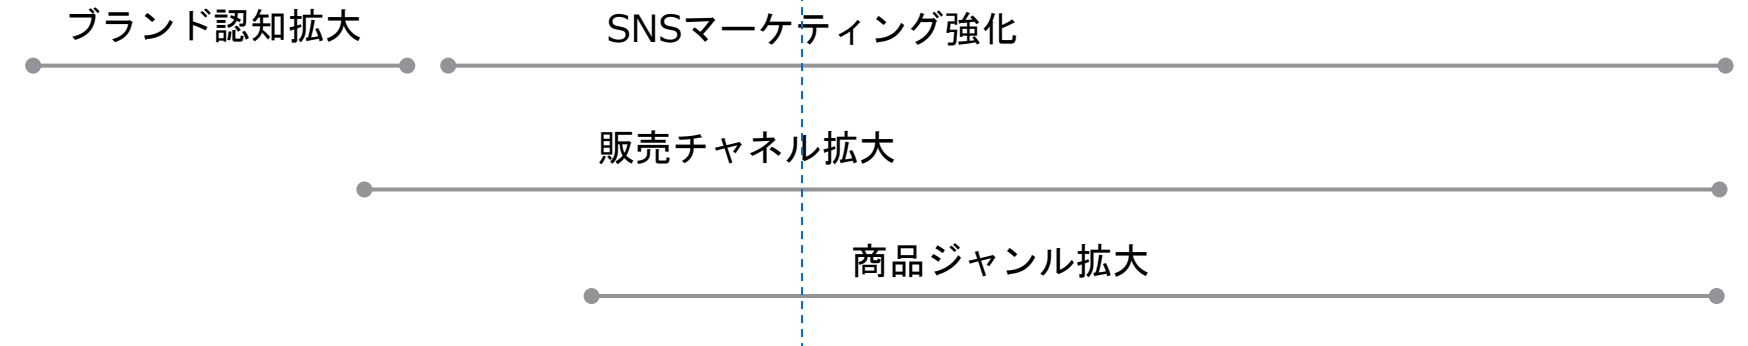 ブランド認知拡大
SNSマーケティング強化
販売チャネル拡大
商品ジャンル拡大